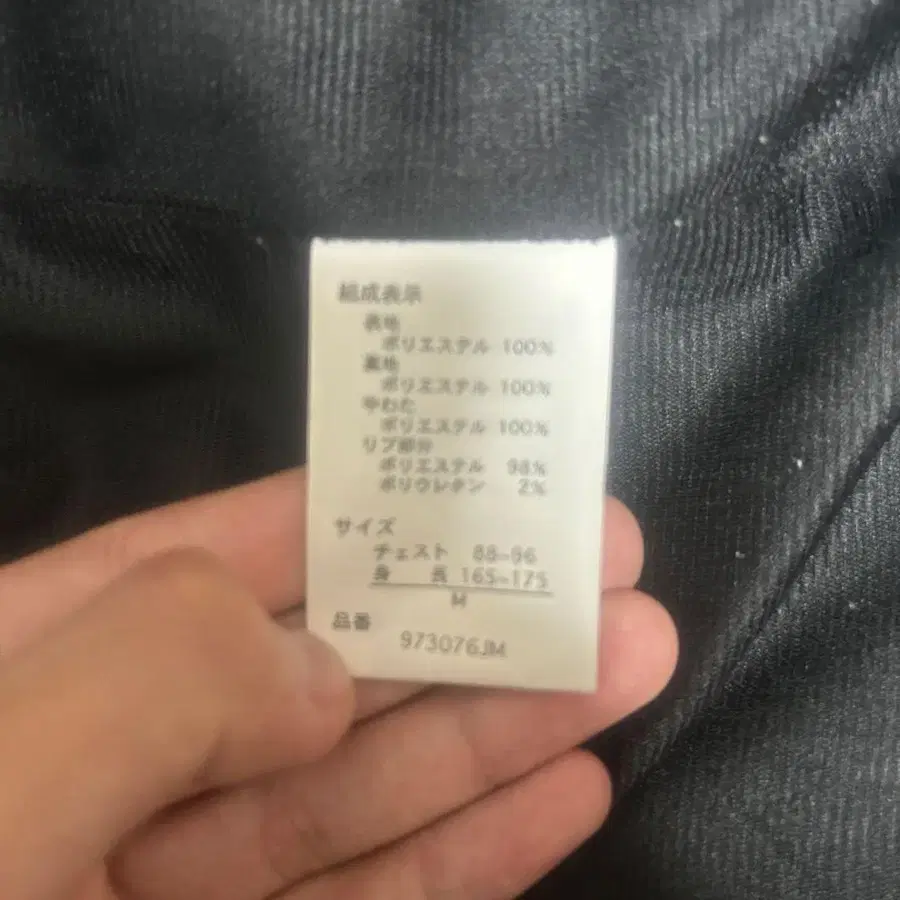 組成表示
表地
ポリエステル 100%
裏地
ポリエステル 100%
中わた
ポリエステル 100%
リブ部分
ポリエステル 98%
ポリウレタン 2%
サイズ
チェスト 88-96
身長 165-175
M
品番
973076JM